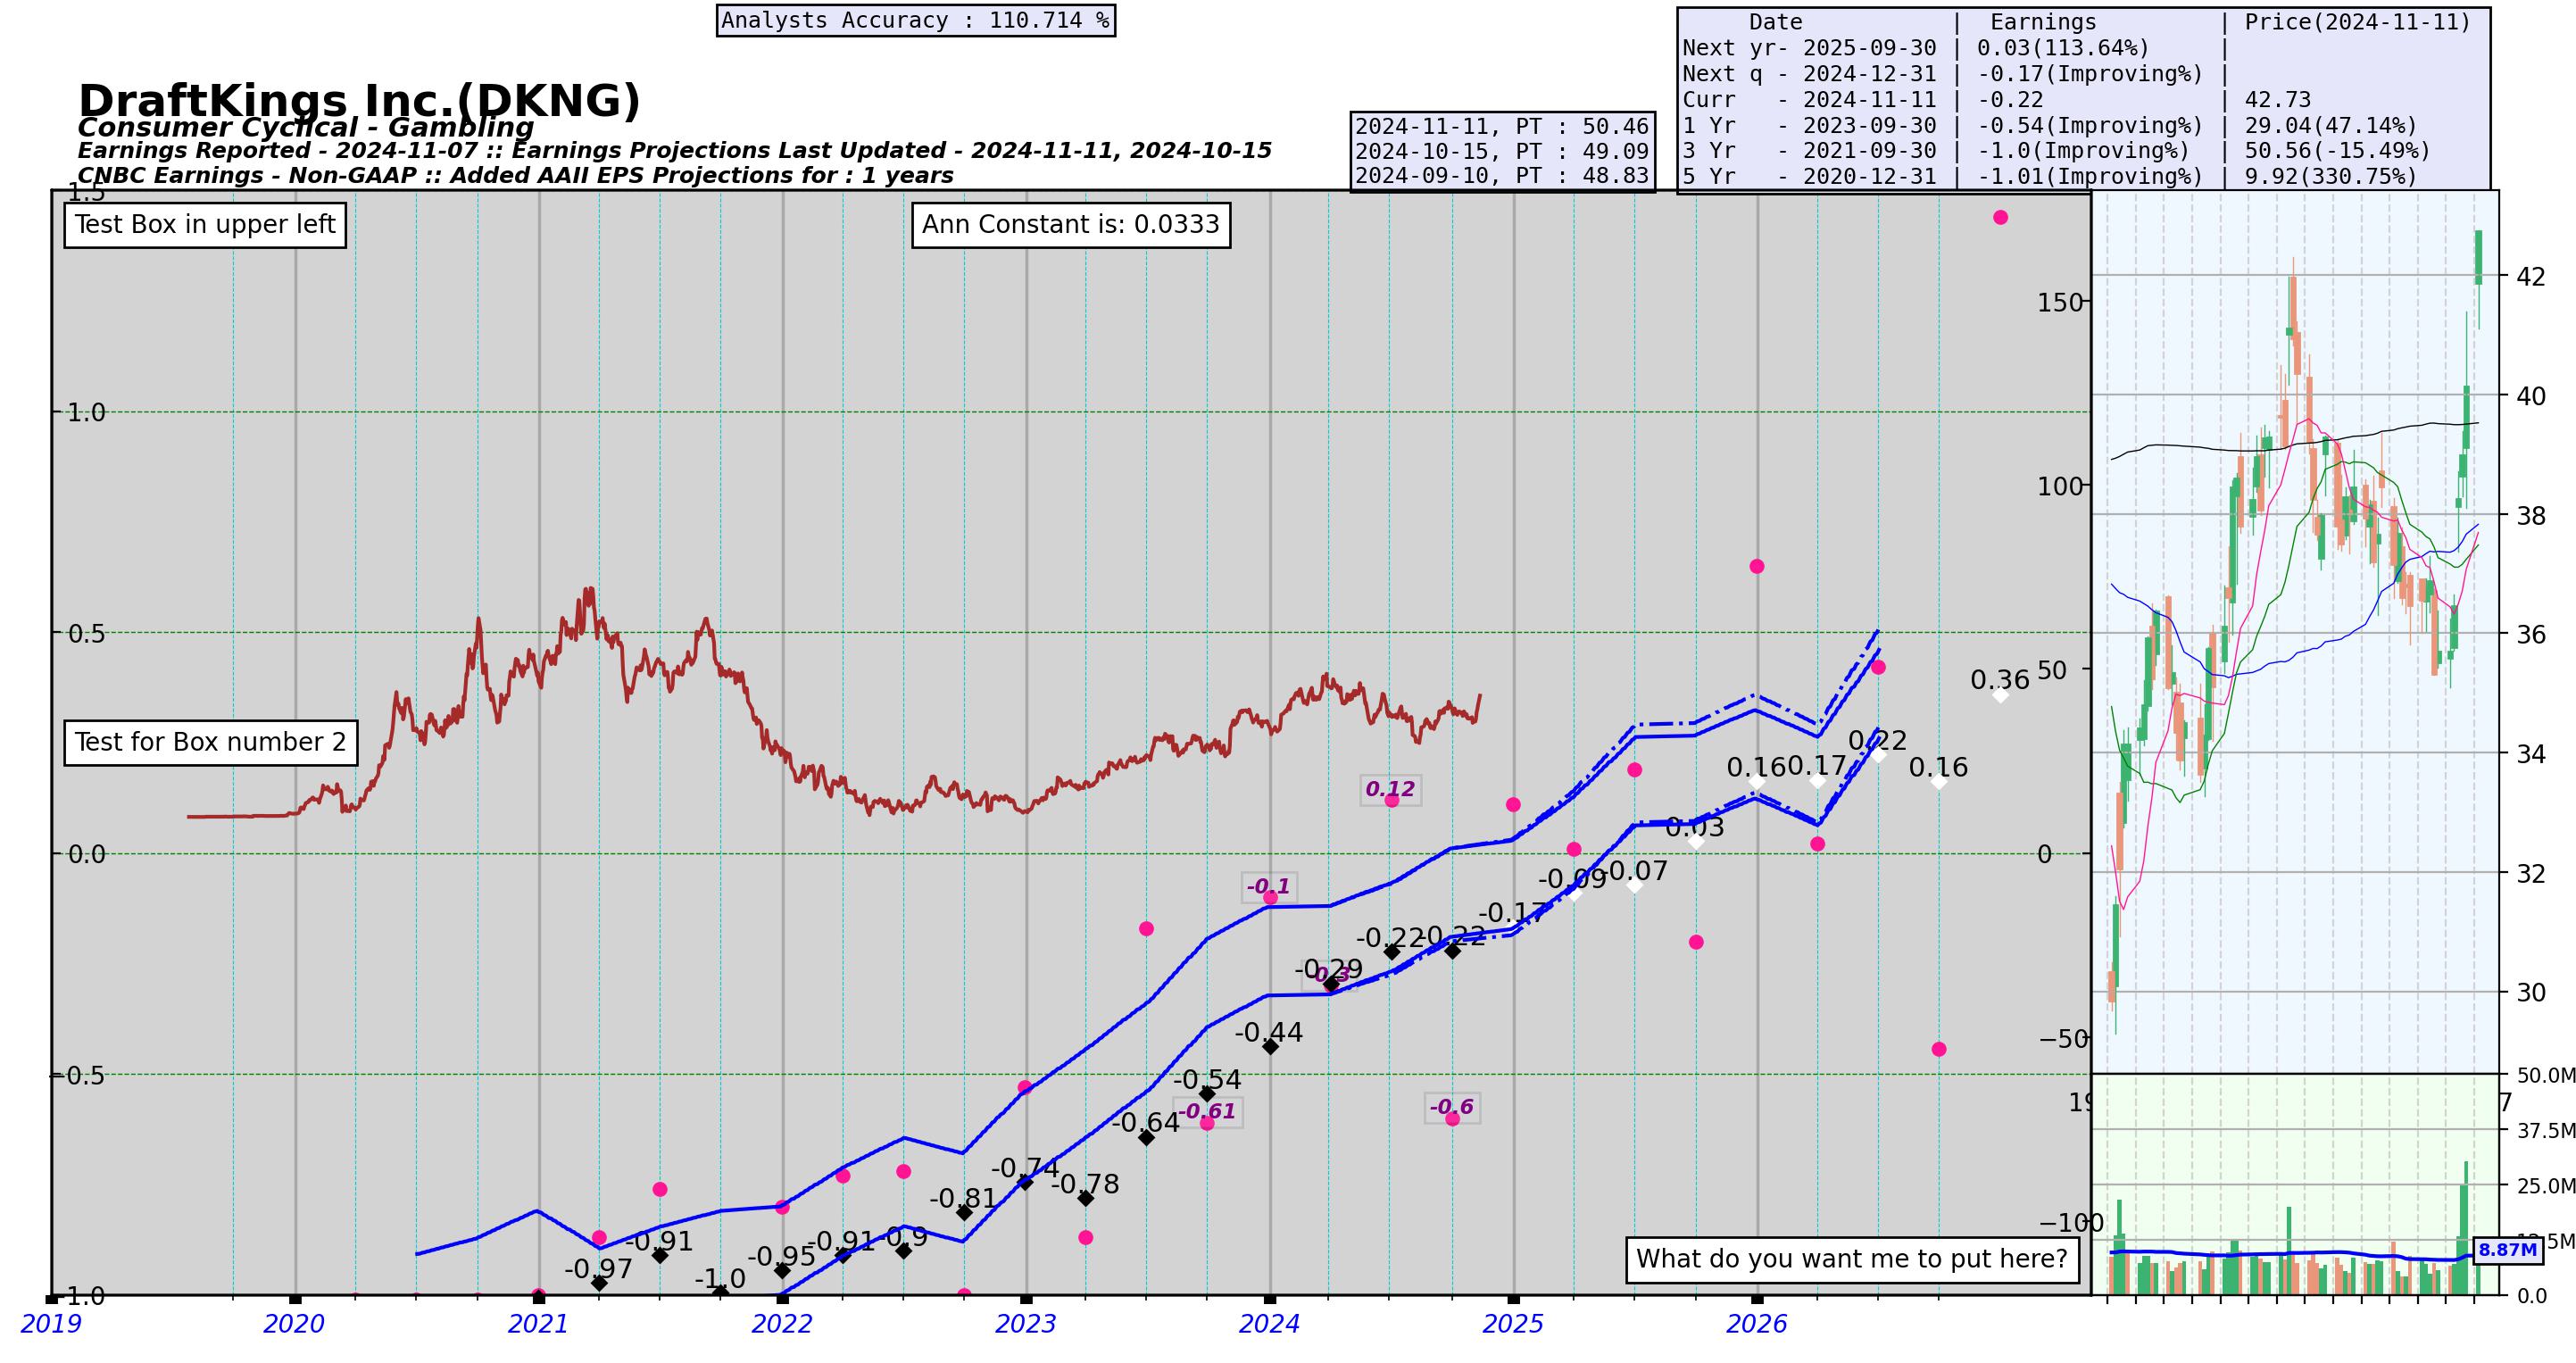 Analysts Accuracy : 110.714 %
Date | Earnings | Price(2024-11-11)
Next yr- 2025-09-30 | 0.03(113.64%) |
Next q - 2024-12-31 | -0.17(Improving%) |
Curr - 2024-11-11 | -0.22 | 42.73
1 Yr - 2023-09-30 | -0.54(Improving%) | 29.04(47.14%)
3 Yr - 2021-09-30 | -1.0(Improving%) | 50.56(-15.49%)
5 Yr - 2020-12-31 | -1.01(Improving%) | 9.92(330.75%)
DraftKings Inc.(DKNG)
Consumer Cyclical - Gambling
Earnings Reported - 2024-11-07 :: Earnings Projections Last Updated - 2024-11-11, 2024-10-15
CNBC Earnings - Non-GAAP :: Added AAII EPS Projections for : 1 years
2024-11-11, PT : 50.46
2024-10-15, PT : 49.09
2024-09-10, PT : 48.83
Test Box in upper left
Ann Constant is: 0.0333
Test for Box number 2
What do you want me to put here?
1.5
1.0
0.5
0.0
−0.5
−1.0
-0.97
-0.91
-1.0
-0.95
-0.91
-0.9
-0.81
-0.74
-0.78
-0.64
-0.54
-0.61
-0.44
-0.1
-0.29
-0.3
-0.22
0.12
-0.22
-0.6
-0.17
-0.09
-0.07
0.03
0.16
0.17
0.22
0.16
0.36
150
100
50
0
−50
−100
42
40
38
36
34
32
30
50.0M
37.5M
25.0M
8.87M
0.0
2019
2020
2021
2022
2023
2024
2025
2026